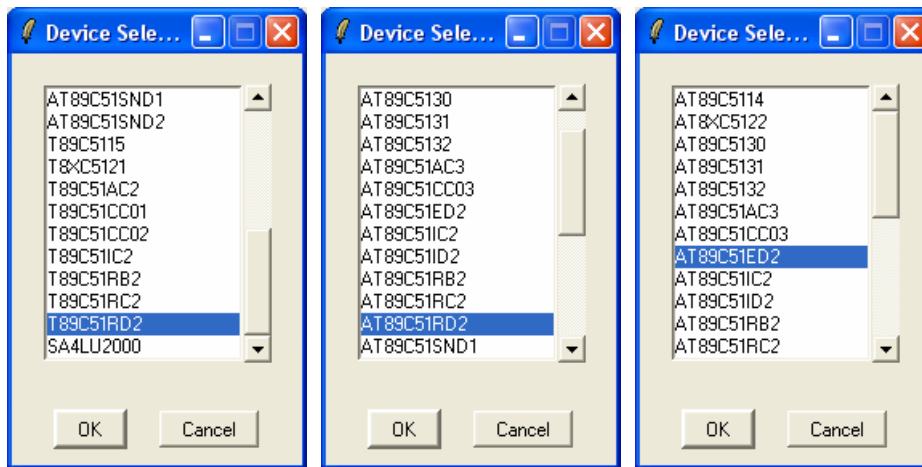 Device Sele...
AT89C51SND1
AT89C51SND2
T89C5115
T8XC5121
T89C51AC2
T89C51CC01
T89C51CC02
T89C51IC2
T89C51RB2
T89C51RC2
T89C51RD2
SA4LU2000
OK
Cancel
Device Sele...
AT89C5130
AT89C5131
AT89C5132
AT89C51AC3
AT89C51CC03
AT89C51ED2
AT89C51IC2
AT89C51ID2
AT89C51RB2
AT89C51RC2
AT89C51RD2
AT89C51SND1
OK
Cancel
Device Sele...
AT89C5114
AT8XC5122
AT89C5130
AT89C5131
AT89C5132
AT89C51AC3
AT89C51CC03
AT89C51ED2
AT89C51IC2
AT89C51ID2
AT89C51RB2
AT89C51RC2
OK
Cancel